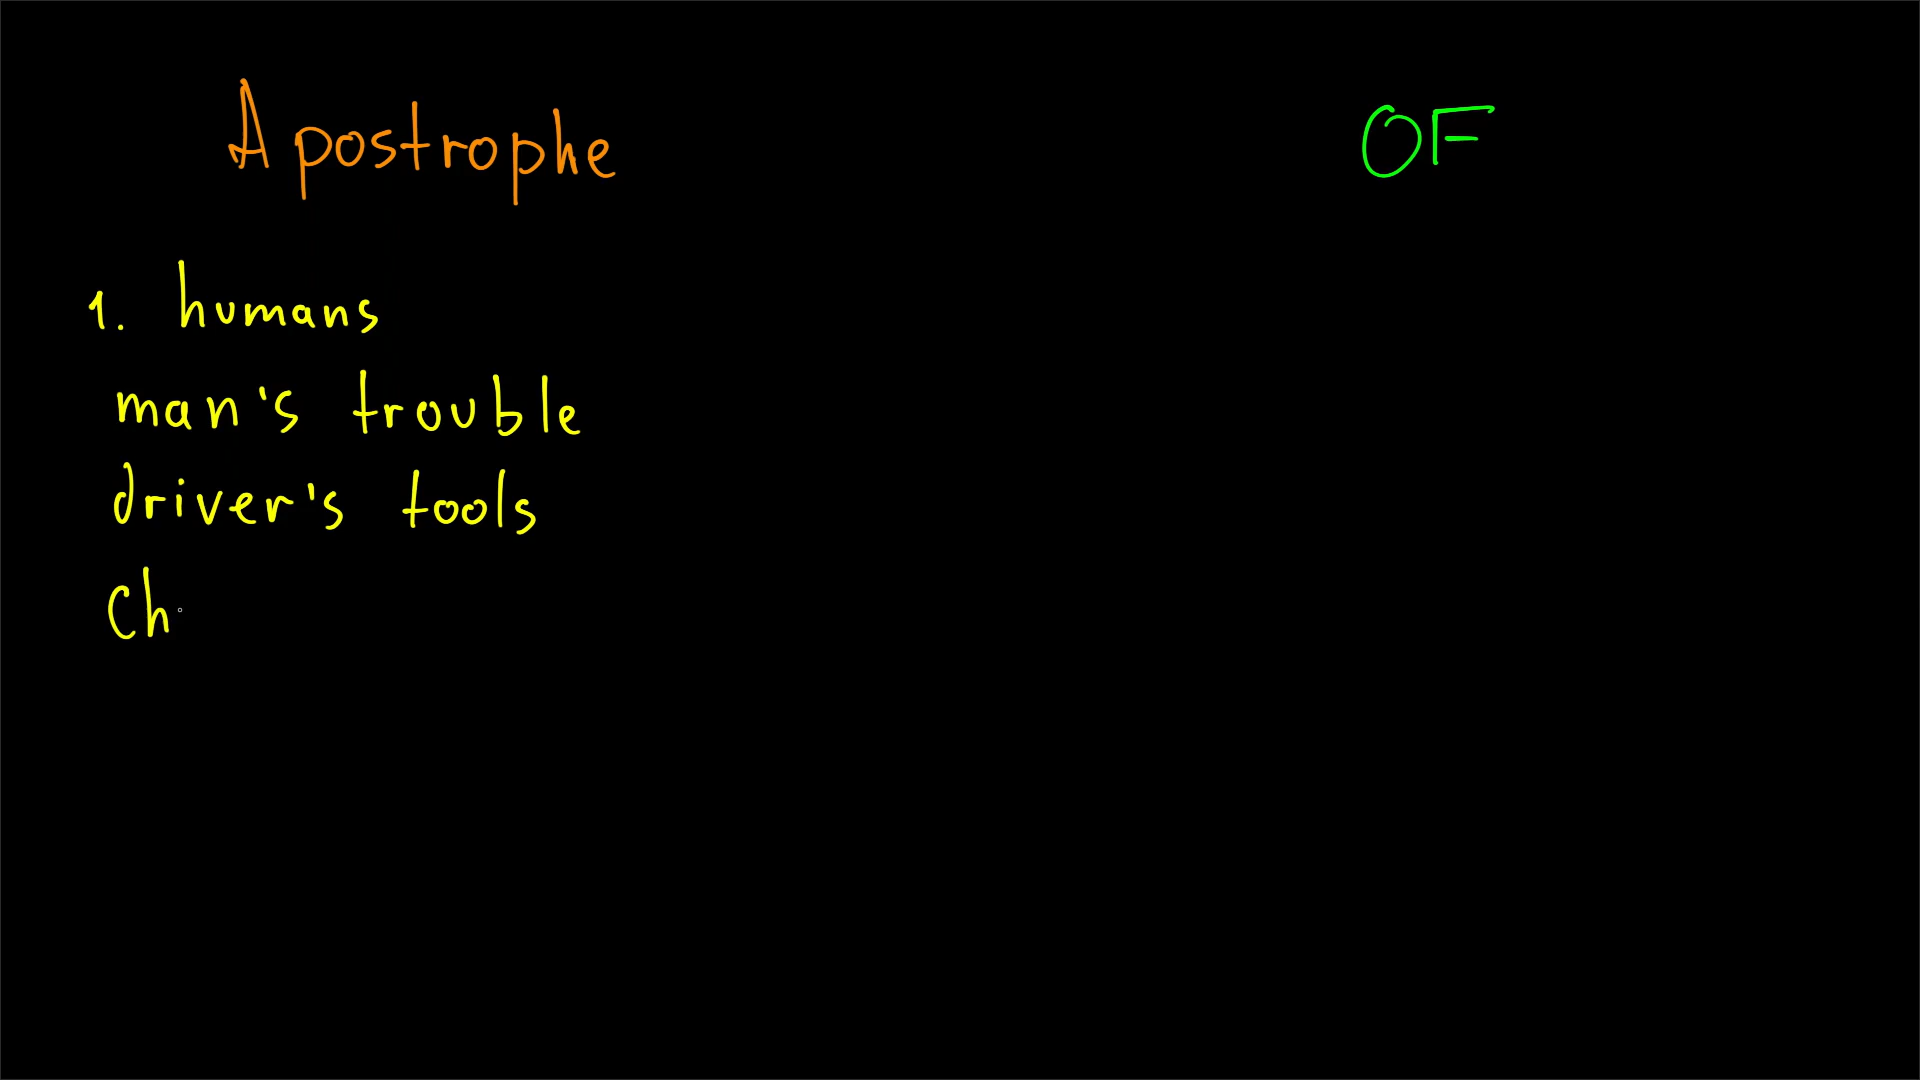 Apostrophe OF
1. humans
man's trouble
driver's tools
Ch